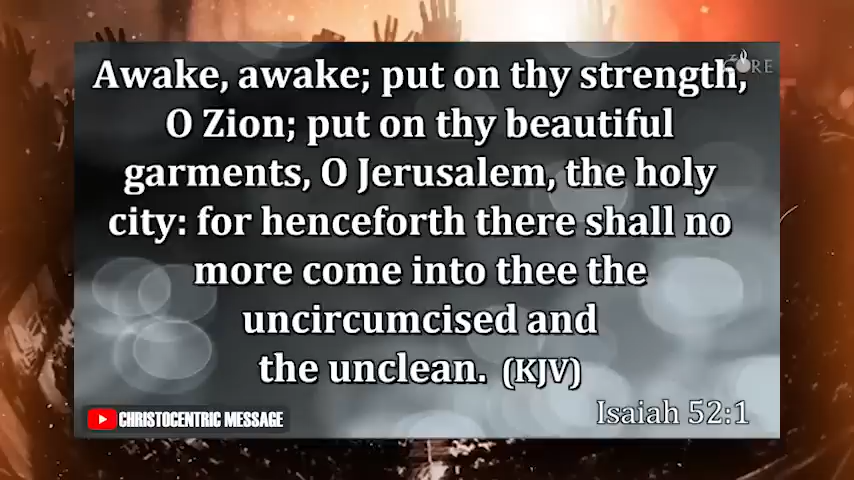 Awake, awake; put on thy strength,
O Zion; put on thy beautiful
garments, O Jerusalem, the holy
city: for henceforth there shall no
more come into thee the
uncircumcised and
the unclean. (KJV)
Isaiah 52:1
CHRISTOCENTRIC MESSAGE